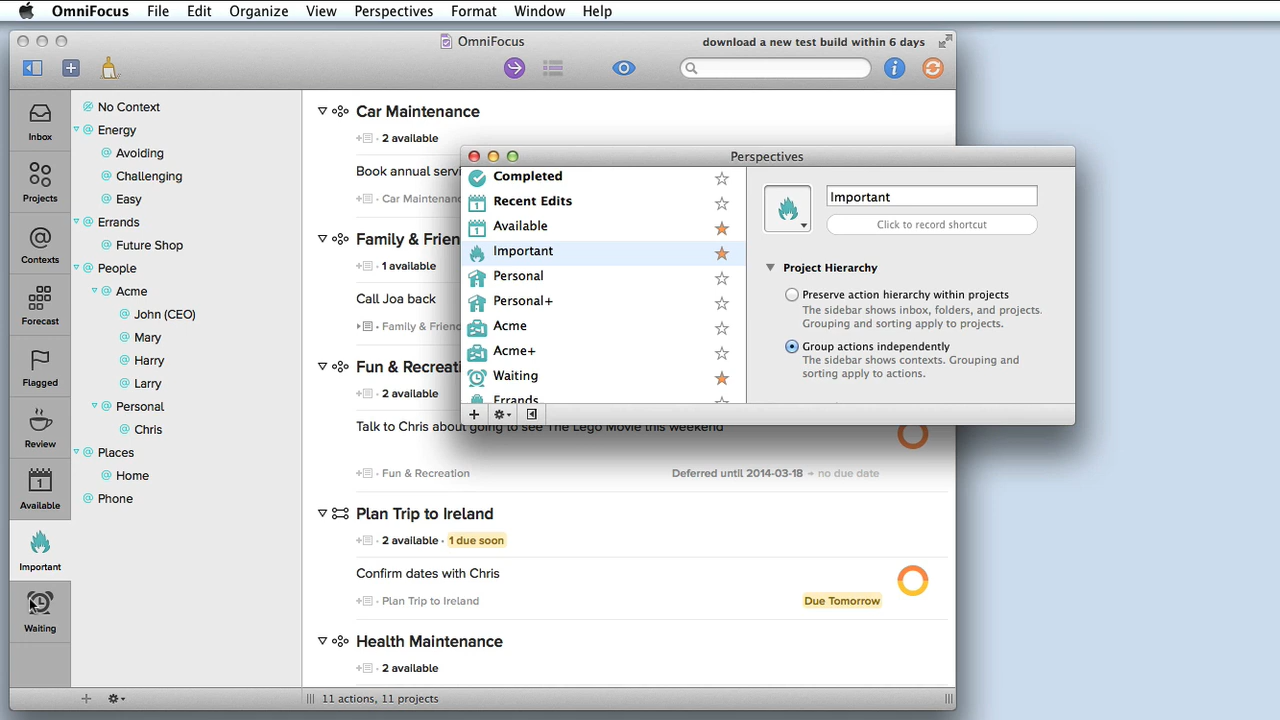 OmniFocus File Edit Organize View Perspectives Format Window Help
OmniFocus
download a new test build within 6 days
Inbox
Projects
Contexts
Forecast
Flagged
Review
1
Available
Important
Waiting
No Context
Energy
Avoiding
Challenging
Easy
Errands
Future Shop
People
Acme
John (CEO)
Mary
Harry
Larry
Personal
Chris
Places
Home
Phone
Car Maintenance
2 available
Book annual servi
Car Maintenanc
Family & Frien
1 available
Call Joa back
Family & Frienc
Fun & Recreati
2 available
Talk to Chris about going to see The Lego Movie this weekend
Fun & Recreation
Deferred until 2014-03-18 → no due date
Plan Trip to Ireland
2 available · 1 due soon
Confirm dates with Chris
Plan Trip to Ireland
Due Tomorrow
Health Maintenance
2 available
11 actions, 11 projects
Perspectives
Completed
Recent Edits
Available
Important
Personal
Personal+
Acme
Acme+
Waiting
Errands
Important
Click to record shortcut
Project Hierarchy
Preserve action hierarchy within projects
The sidebar shows inbox, folders, and projects.
Grouping and sorting apply to projects.
Group actions independently
The sidebar shows contexts. Grouping and
sorting apply to actions.